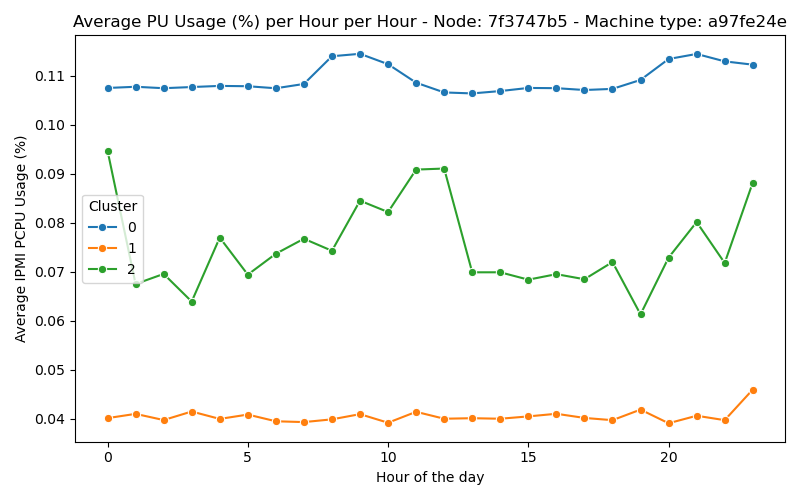 Average PU Usage (%) per Hour per Hour - Node: 7f3747b5 - Machine type: a97fe24e
Average IPMI PCPU Usage (%)
0.11
0.10
0.09
0.08
0.07
0.06
0.05
0.04
Cluster
0
1
2
0 5 10 15 20
Hour of the day